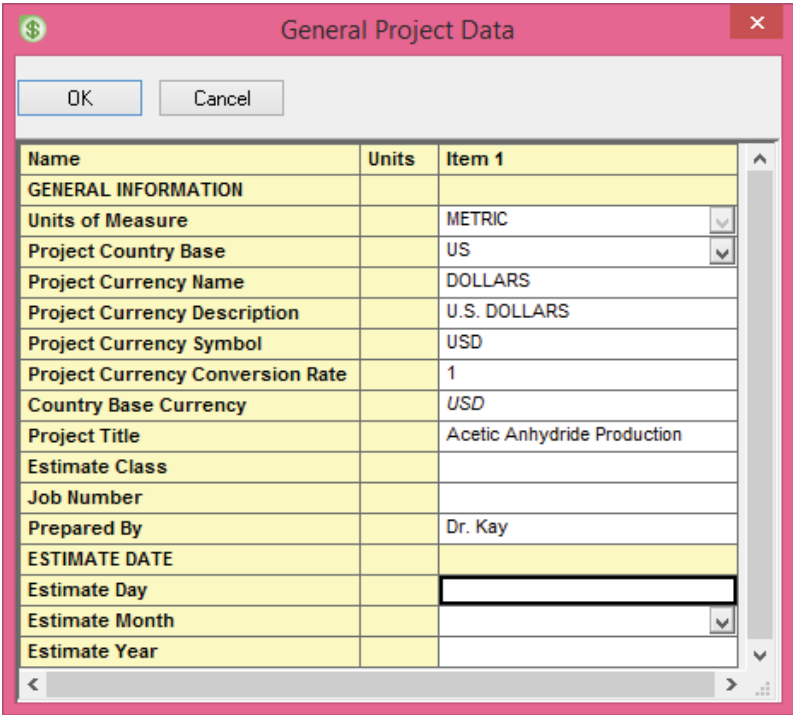 General Project Data
OK Cancel
Name Units Item 1
GENERAL INFORMATION
Units of Measure METRIC
Project Country Base US
Project Currency Name DOLLARS
Project Currency Description U.S. DOLLARS
Project Currency Symbol USD
Project Currency Conversion Rate 1
Country Base Currency USD
Project Title Acetic Anhydride Production
Estimate Class
Job Number
Prepared By Dr. Kay
ESTIMATE DATE
Estimate Day
Estimate Month
Estimate Year